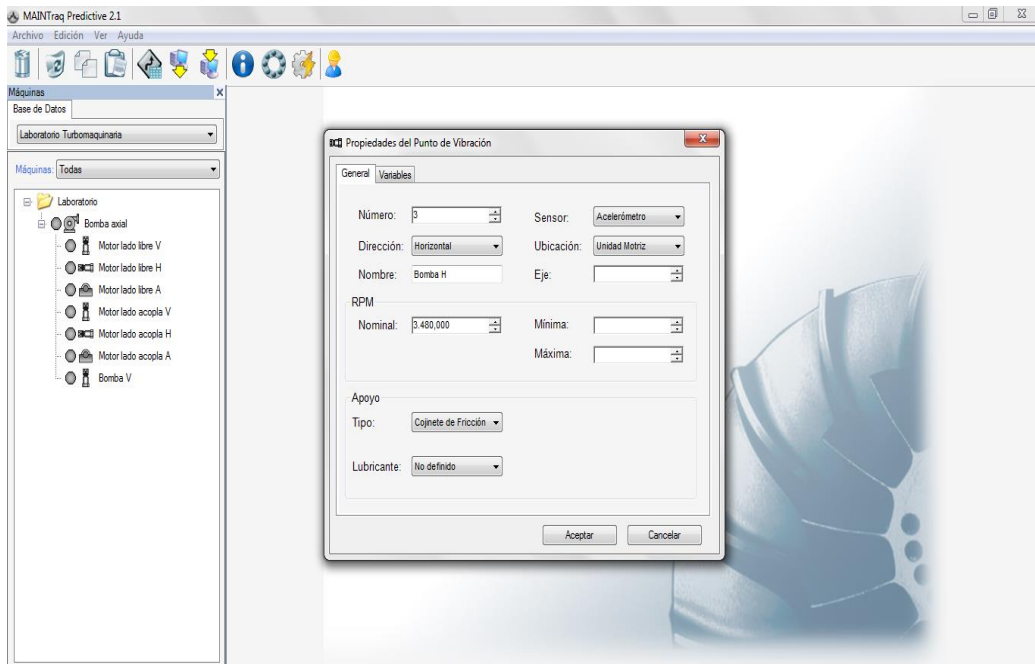 MAINTraq Predictive 2.1
Archivo Edición Ver Ayuda
Máquinas
Base de Datos
Laboratorio Turbomaquinaria
Máquinas: Todas
Laboratorio
Bomba axial
Motor lado libre V
Motor lado libre H
Motor lado libre A
Motor lado acopla V
Motor lado acopla H
Motor lado acopla A
Bomba V
Propiedades del Punto de Vibración
General Variables
Número: 3 Sensor: Acelerómetro
Dirección: Horizontal Ubicación: Unidad Motriz
Nombre: Bomba H Eje:
RPM
Nominal: 3.480,000 Mínima:
Máxima:
Apoyo
Tipo: Cojinete de Fricción
Lubricante: No definido
Aceptar Cancelar